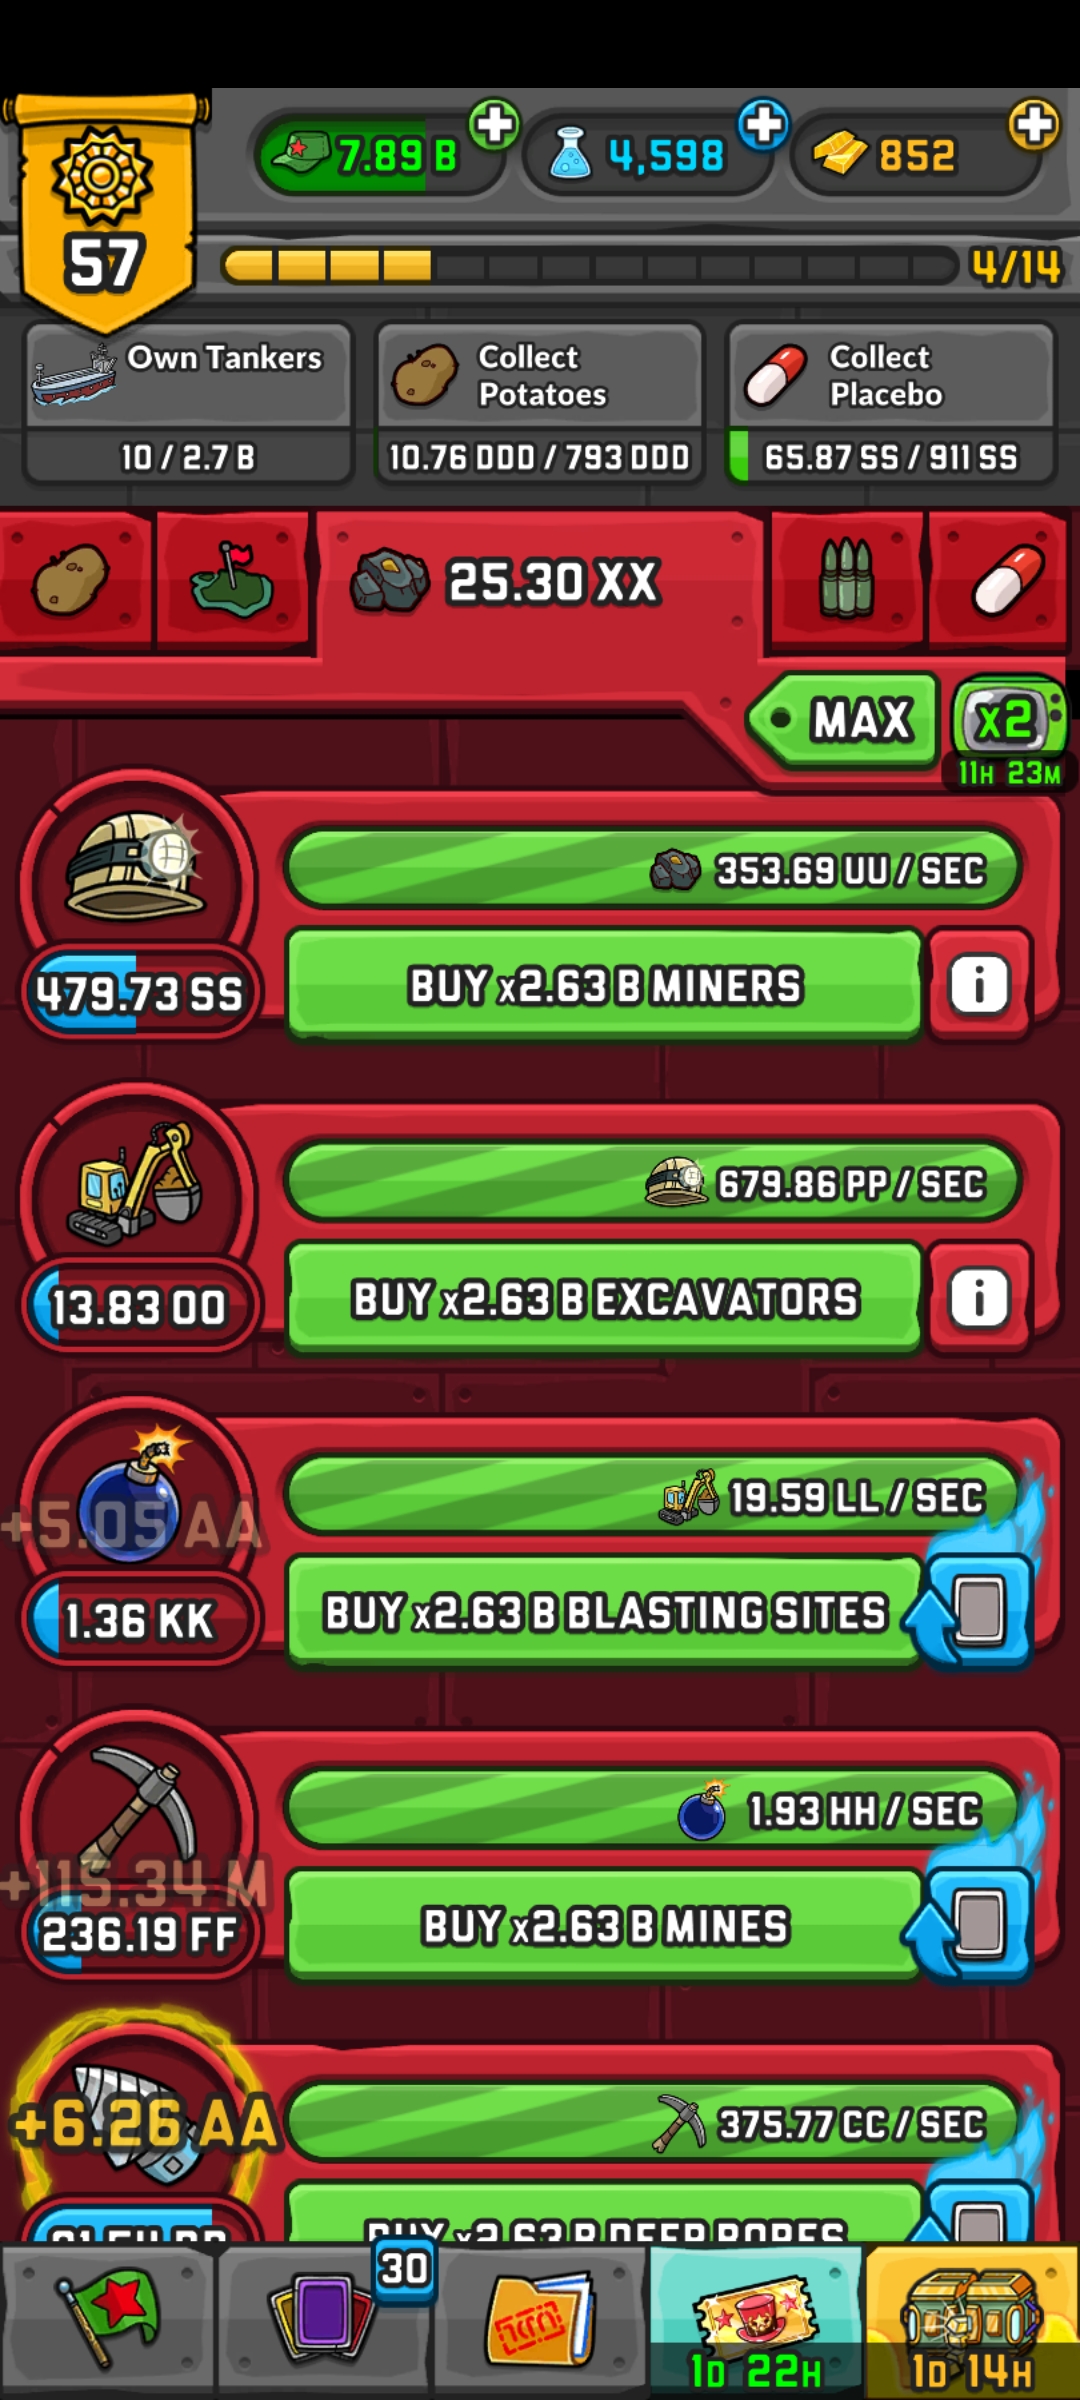 7.89 B
4,598
852
57
4/14
Own Tankers
10 / 2.7 B
Collect
Potatoes
10.76 DDD / 793 DDD
Collect
Placebo
65.87 SS / 911 SS
25.30 XX
MAX
x2
11H 23M
353.69 UU / SEC
479.73 SS
BUY x2.63 B MINERS
i
679.86 PP / SEC
13.83 OO
BUY x2.63 B EXCAVATORS
i
+5.05 AA
19.59 LL / SEC
1.36 KK
BUY x2.63 B BLASTING SITES
1.93 HH / SEC
+115.34 M
236.19 FF
BUY x2.63 B MINES
+6.26 AA
375.77 CC / SEC
BUY x2.63 B DEEP BORES
30
1D 22H
1D 14H